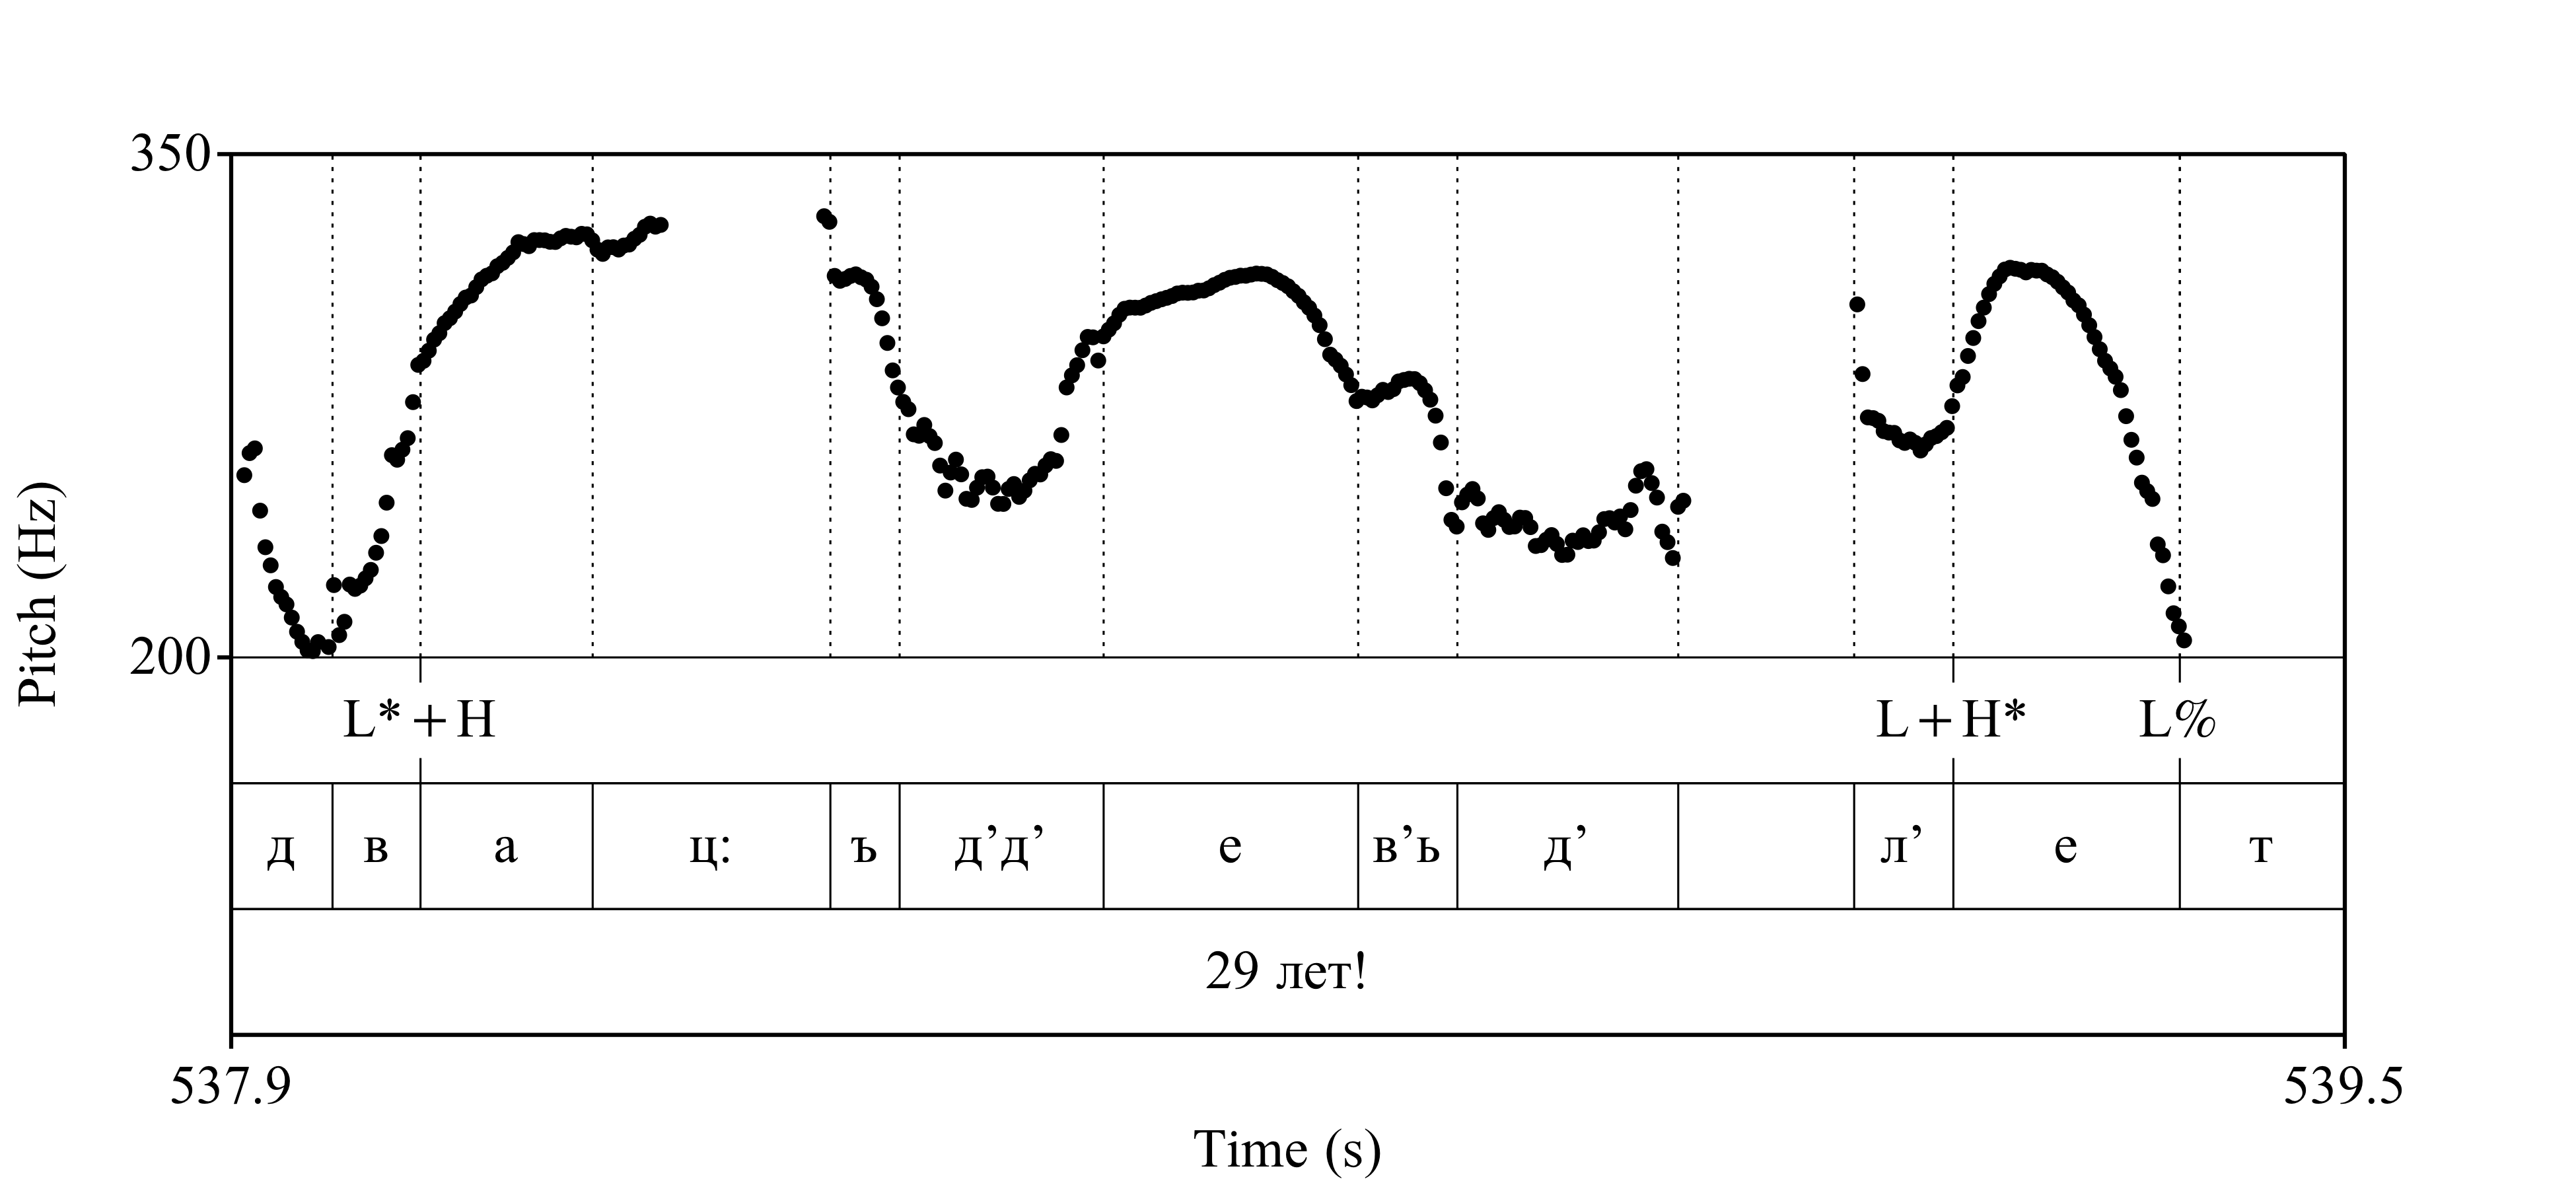 350
Pitch (Hz)
200
L* + H L + H* L%
д в а ц: ъ д’д’ е в’ь д’ л’ е т
29 лет!
537.9 539.5
Time (s)